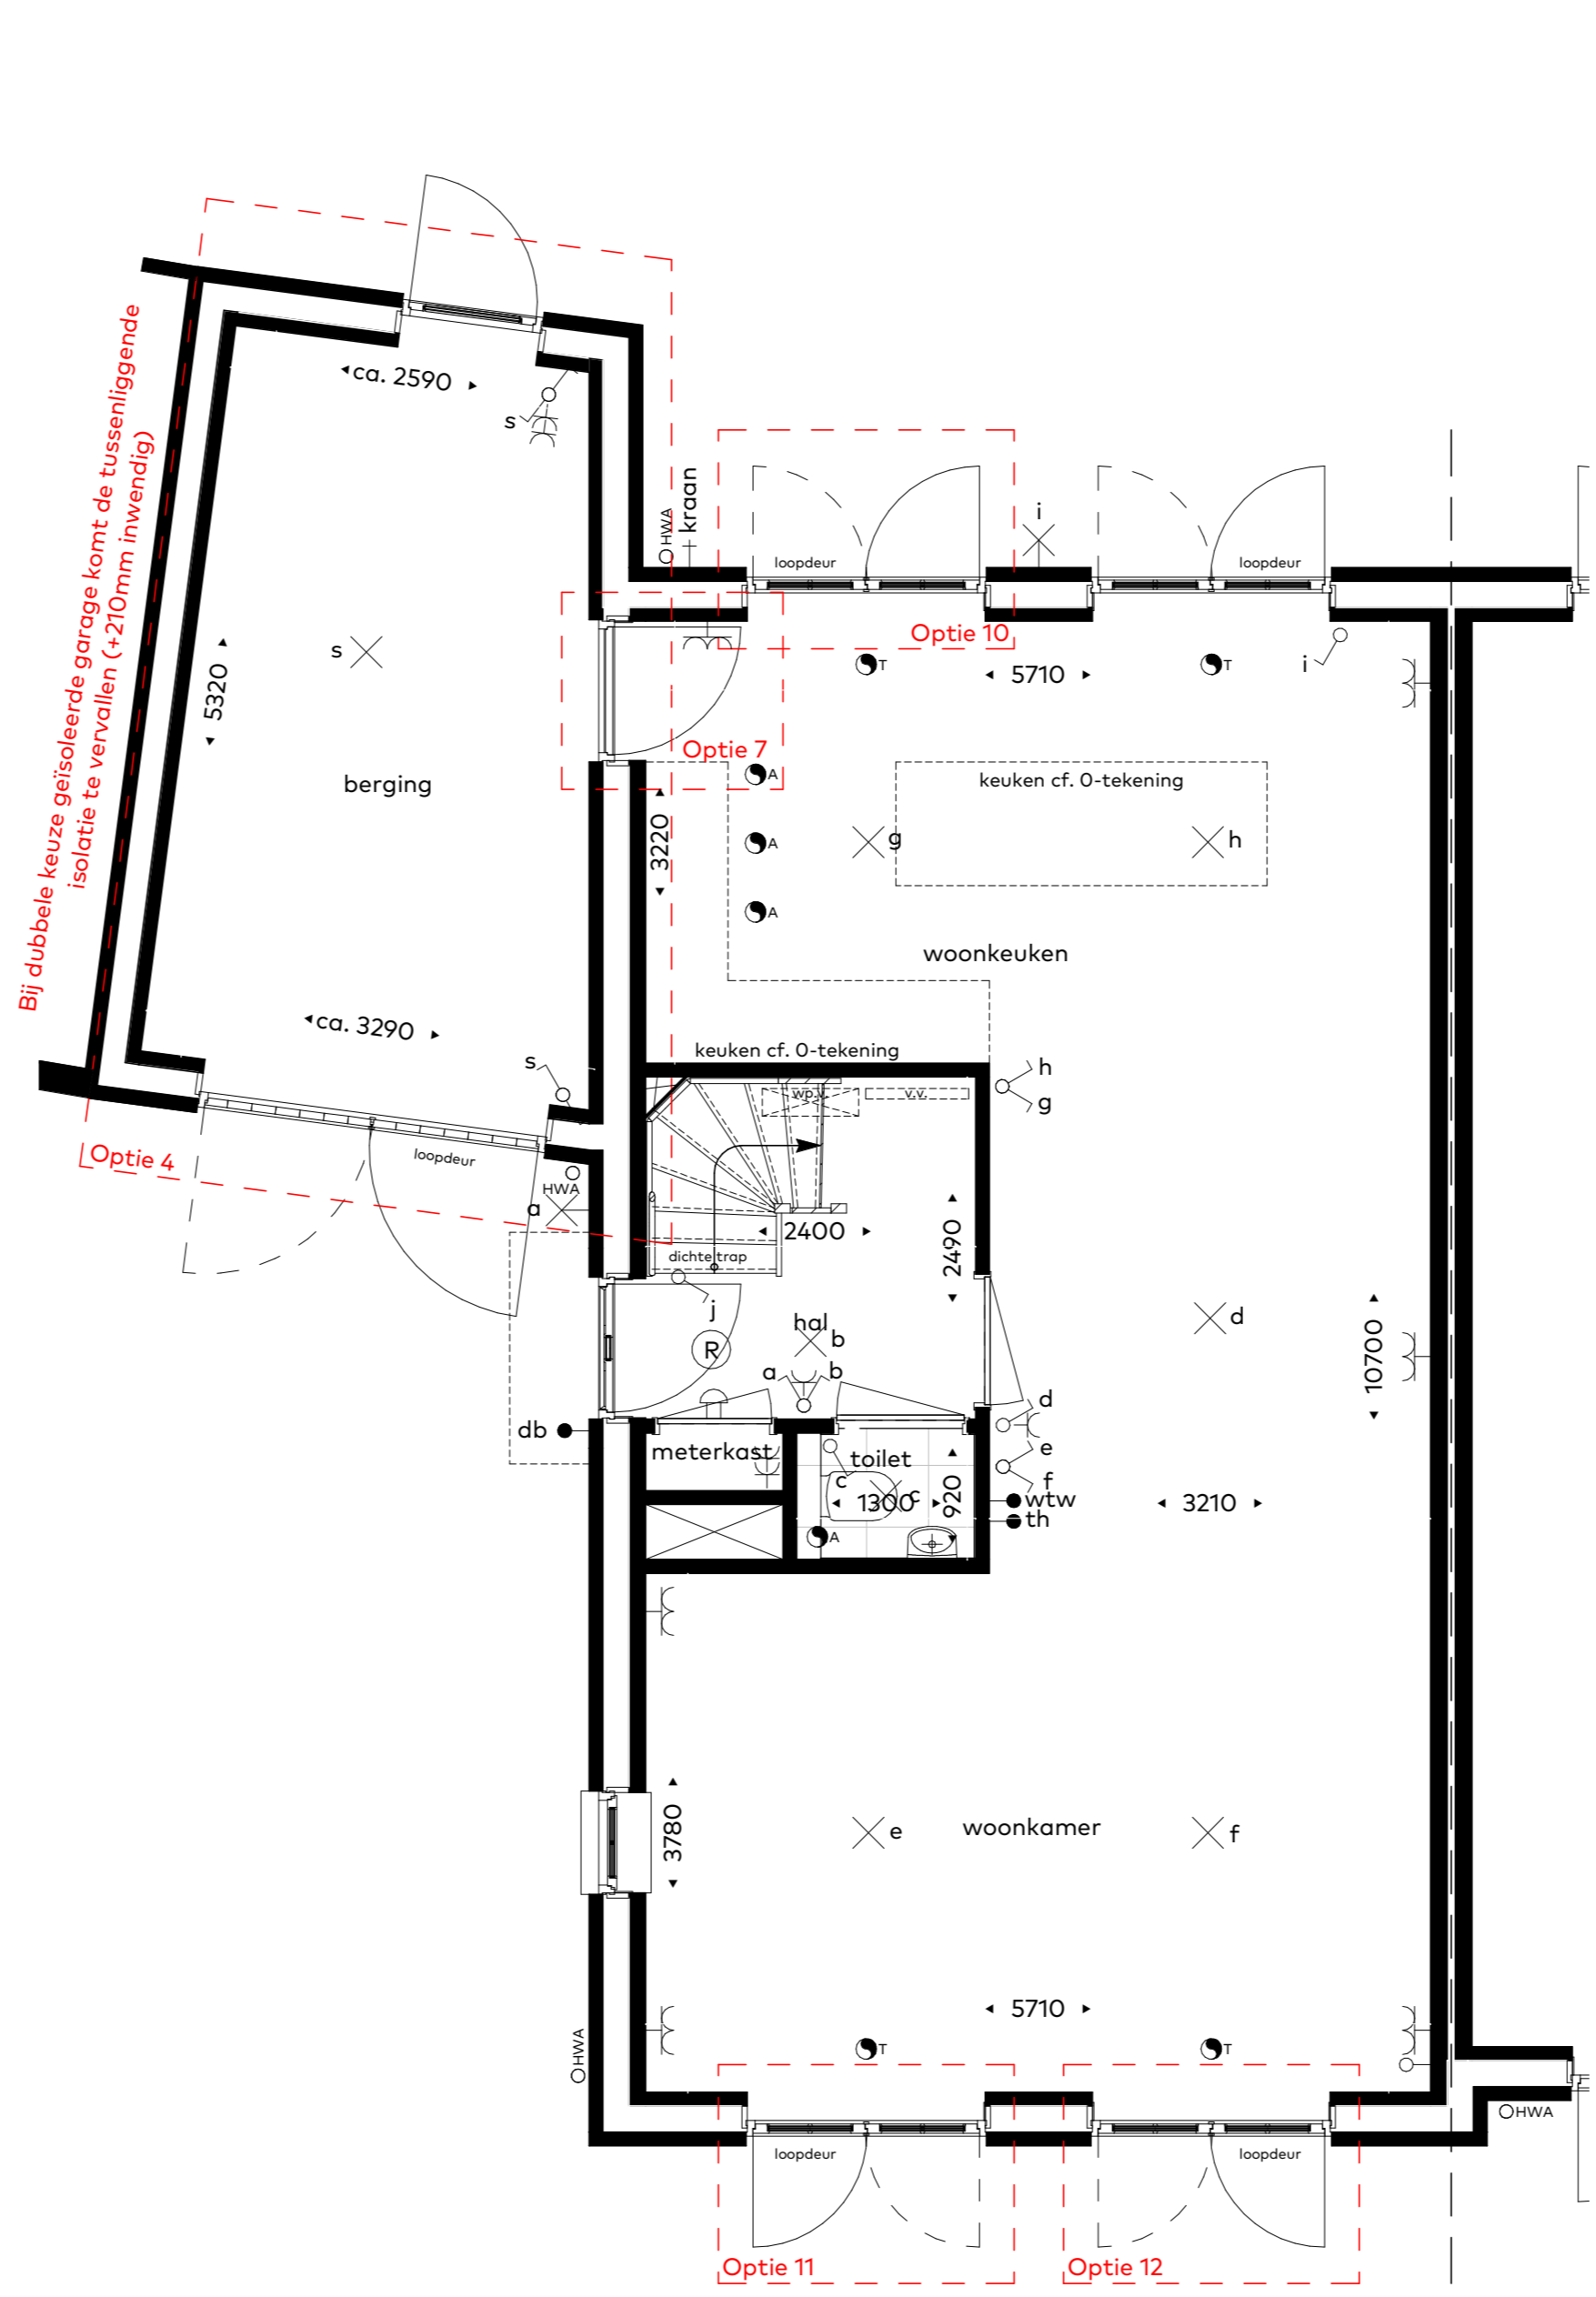 Bij dubbele keuze geïsoleerde garage komt de tussenliggende
isolatie te vervallen (+210mm inwendig)
ca. 2590
s
HWA
kraan
i
loopdeur
loopdeur
Optie 10
s
T
5710
T
i
5320
Optie 7
A
berging
keuken cf. 0-tekening
3220
A
g
h
A
woonkeuken
ca. 3290
keuken cf. 0-tekening
s
h
g
wp.v.
v.v.
Optie 4
loopdeur
HWA
a
2400
2490
dichte trap
j
hal
b
R
d
10700
a
b
d
db
meterkast
toilet
e
c
c
f
1300
920
wtw
th
3210
A
3780
e
woonkamer
f
5710
HWA
T
T
HWA
loopdeur
loopdeur
Optie 11
Optie 12